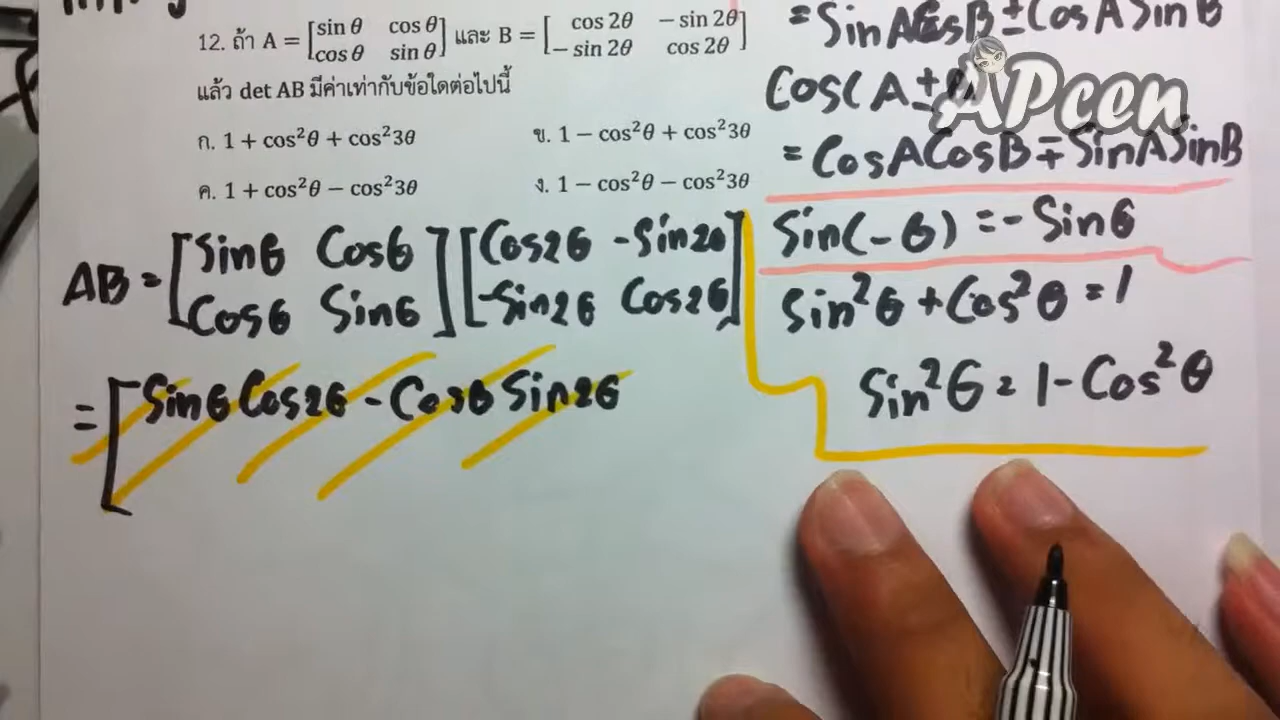 12. ถ้า A = [sin θ cos θ
cos θ sin θ] และ B = [cos 2θ − sin 2θ
− sin 2θ cos 2θ]
แล้ว det AB มีค่าเท่ากับข้อใดต่อไปนี้
ก. 1 + cos²θ + cos²3θ
ข. 1 − cos²θ + cos²3θ
ค. 1 + cos²θ − cos²3θ
ง. 1 − cos²θ − cos²3θ
= SinACosB ± CosASinB
Cos(A ±
APcen
= CosACosB ∓ SinASinB
Sin(-θ) = - Sinθ
Sin²θ + Cos²θ = 1
Sin²θ = 1 - Cos²θ
AB = [Sinθ Cosθ] [Cos2θ -Sin2θ]
[Cosθ Sinθ] [-Sin2θ Cos2θ]
= [Sinθ Cos2θ - Cosθ Sin2θ